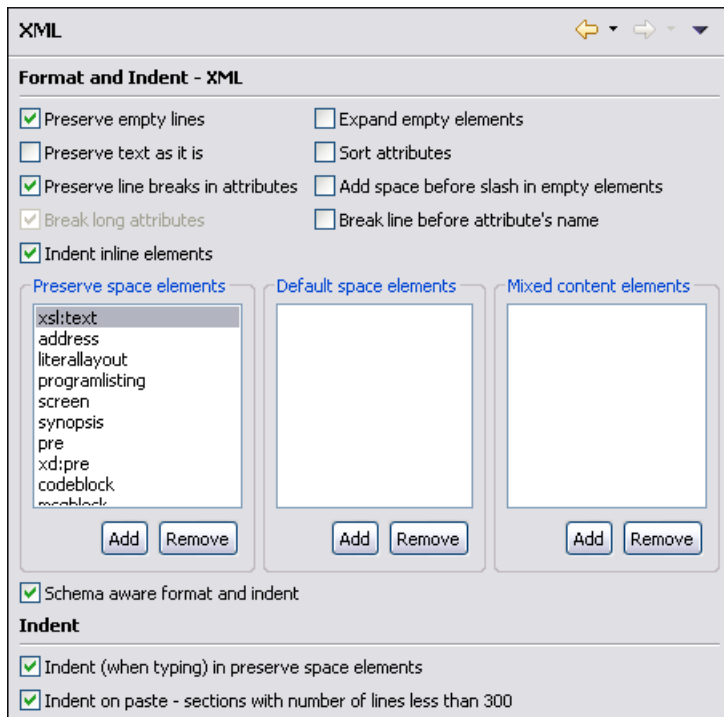 XML
Format and Indent - XML
Preserve empty lines
Expand empty elements
Preserve text as it is
Sort attributes
Preserve line breaks in attributes
Add space before slash in empty elements
Break long attributes
Break line before attribute's name
Indent inline elements
Preserve space elements
Default space elements
Mixed content elements
xsl:text
address
literallayout
programlisting
screen
synopsis
pre
xd:pre
codeblock
Add Remove
Add Remove
Add Remove
Schema aware format and indent
Indent
Indent (when typing) in preserve space elements
Indent on paste - sections with number of lines less than 300